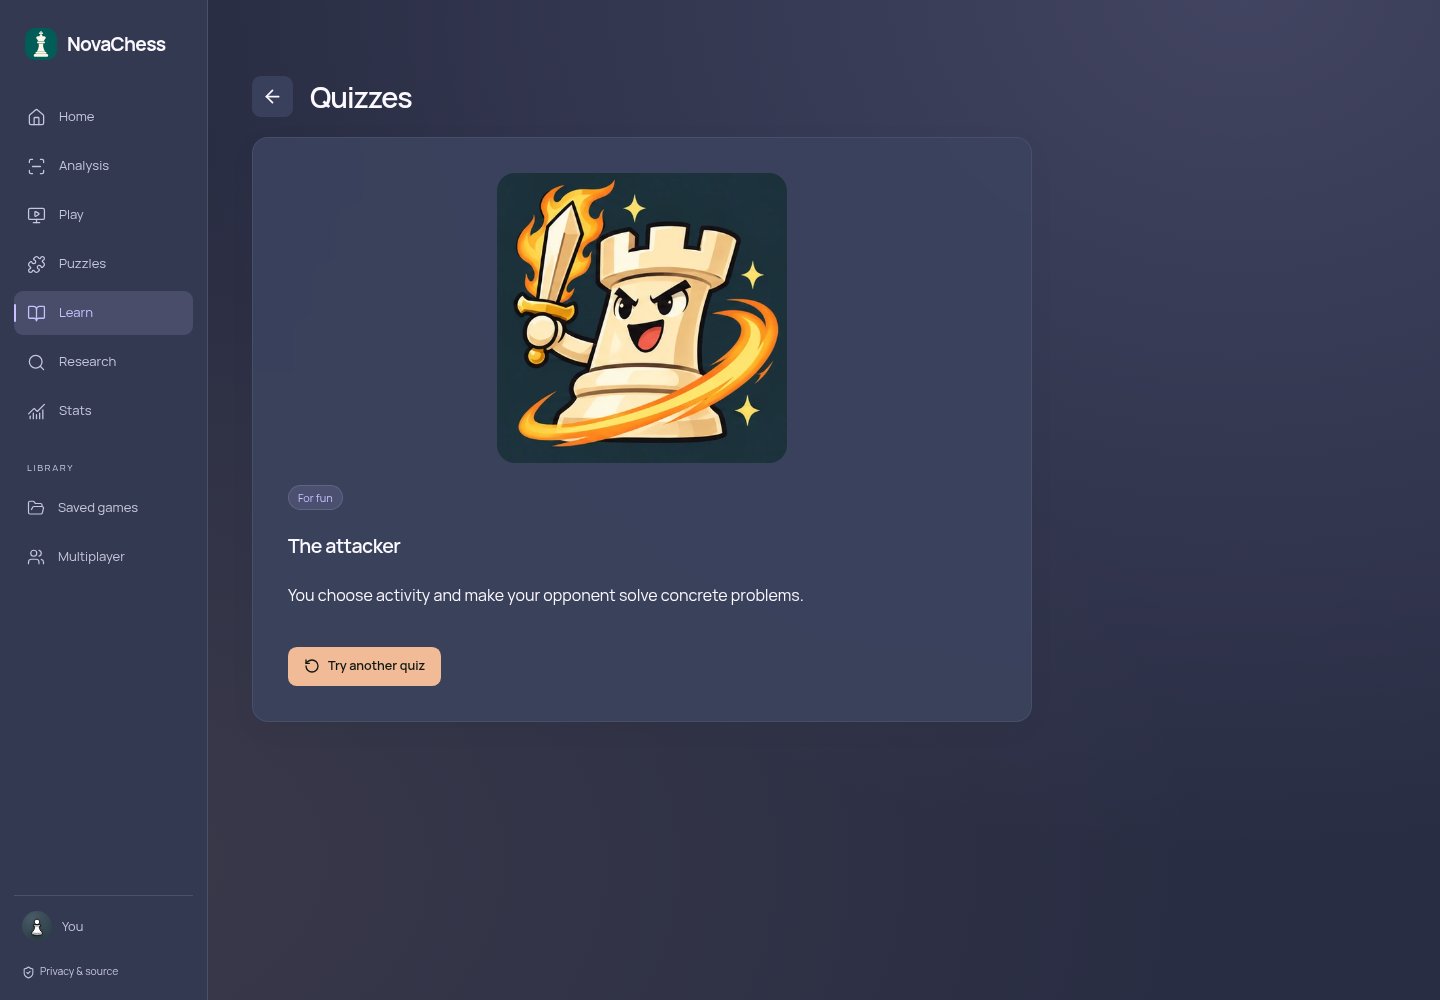 NovaChess
Home
Analysis
Play
Puzzles
Learn
Research
Stats
LIBRARY
Saved games
Multiplayer
You
Privacy & source
Quizzes
For fun
The attacker
You choose activity and make your opponent solve concrete problems.
Try another quiz